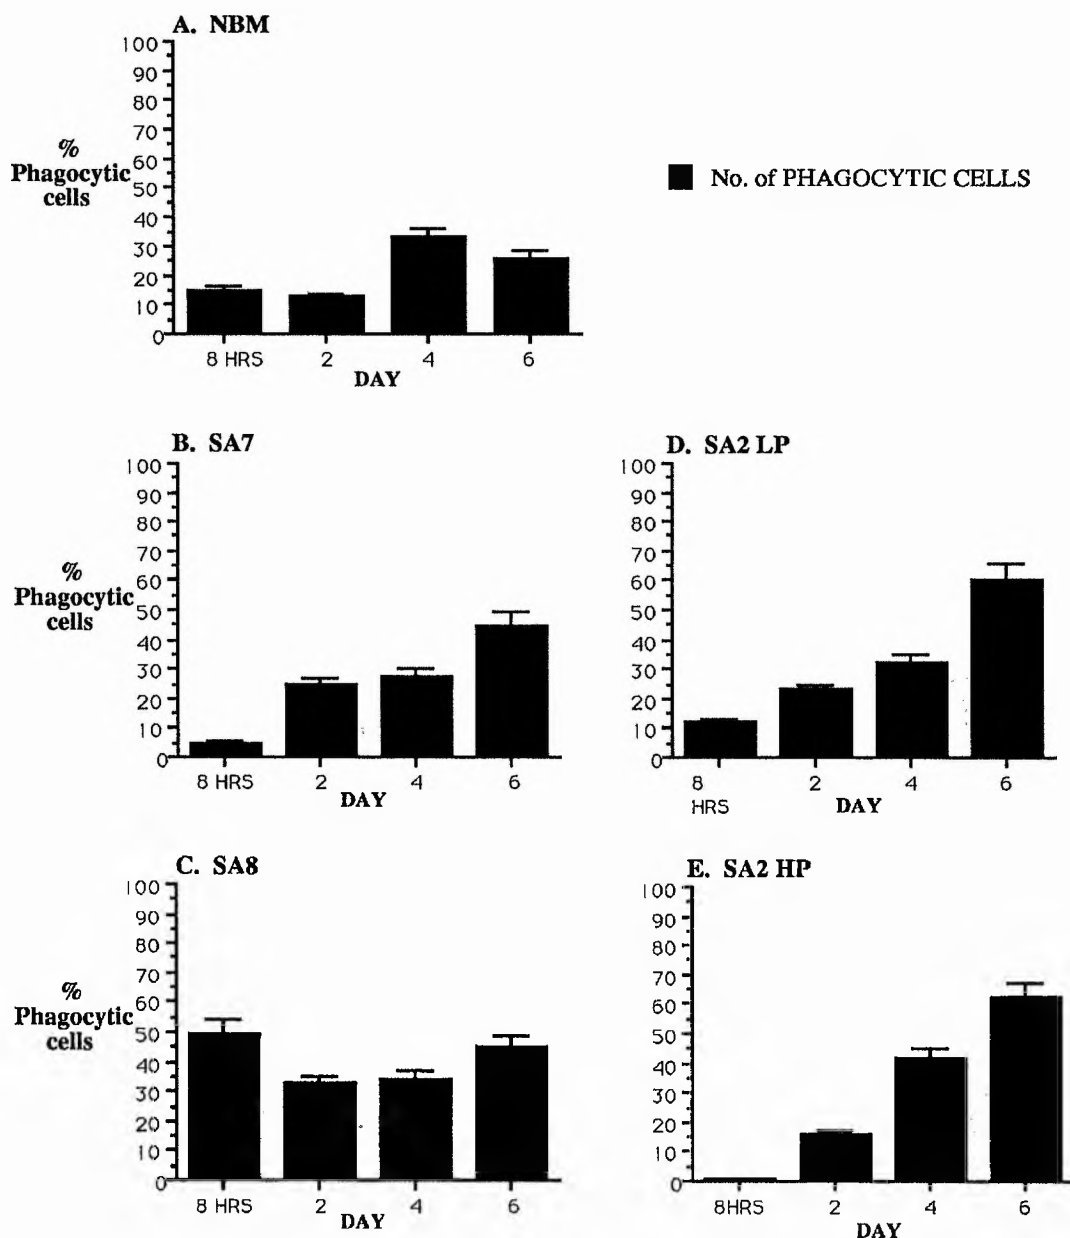 A. NBM
100
90
80
70
60
50
40
30
20
10
0
%
Phagocytic
cells
8 HRS 2 4 6
DAY
No. of PHAGOCYTIC CELLS
B. SA7
100
90
80
70
60
50
40
30
20
10
0
%
Phagocytic
cells
8 HRS 2 4 6
DAY
D. SA2 LP
100
90
80
70
60
50
40
30
20
10
0
8 2 4 6
HRS
DAY
C. SA8
100
90
80
70
60
50
40
30
20
10
0
%
Phagocytic
cells
8 HRS 2 4 6
DAY
E. SA2 HP
100
90
80
70
60
50
40
30
20
10
0
8HRS 2 4 6
DAY